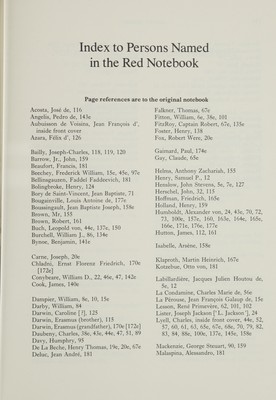 Index to Persons Named
in the Red Notebook
Page references are to the original notebook
Acosta, José de, 116
Angelis, Pedro de, 143e
Aubuisson de Voisins, Jean François d',
inside front cover
Azara, Félix d', 126
Bailly, Joseph-Charles, 118, 119, 120
Barrow, Jr., John, 159
Beaufort, Francis, 181
Beechey, Frederick William, 15e, 45e, 97e
Bellinsgauzen, Faddei Faddeevich, 181
Bolingbroke, Henry, 124
Bory de Saint-Vincent, Jean Baptiste, 71
Bougainville, Louis Antoine de, 177e
Boussingault, Jean Baptiste Joseph, 158e
Brown, Mr, 155
Brown, Robert, 161
Buch, Leopold von, 44e, 137e, 150
Burchell, William J., 86, 114e
Bynoe, Benjamin, 141e
Carne, Joseph, 20e
Chladni, Ernst Florenz Friedrich, 170e
[172e]
Conybeare, William D., 22, 46e, 47, 142e
Cook, James, 140e
Dampier, William, 8e, 10, 15e
Darby, William, 84
Darwin, Caroline [?], 125
Darwin, Erasmus (brother), 115
Darwin, Erasmus (grandfather), 170e [172e]
Daubeny, Charles, 38e, 43e, 44e, 47, 51, 89
Davy, Humphry, 95
De La Beche, Henry Thomas, 19e, 20e, 67e
Deluc, Jean André, 181
Falkner, Thomas, 67e
Fitton, William, 6e, 38e, 101
FitzRoy, Captain Robert, 67e, 135e
Foster, Henry, 138
Fox, Robert Were, 20e
Gaimard, Paul, 174e
Gay, Claude, 65e
Helms, Anthony Zachariah, 155
Henry, Samuel P., 12
Henslow, John Stevens, 5e, 7e, 127
Herschel, John, 32, 115
Hoffman, Friedrich, 165e
Holland, Henry, 159
Humboldt, Alexander von, 24, 43e, 70, 72,
73, 100e, 157e, 160, 163e, 164e, 165e,
166e, 171e, 176e, 177e
Hutton, James, 112, 161
Isabelle, Arsène, 158e
Klaproth, Martin Heinrich, 167e
Kotzebue, Otto von, 181
Labillardière, Jacques Julien Houtou de,
5e, 12
La Condamine, Charles Marie de, 56e
La Pérouse, Jean François Galaup de, 15e
Lesson, René Primevère, 62, 101, 102
Lister, Joseph Jackson ['L. Jackson'], 24
Lyell, Charles, inside front cover, 44e, 52,
57, 60, 61, 63, 65e, 67e, 68e, 70, 79, 82,
83, 84, 88e, 100e, 137e, 145e, 158e
Mackenzie, George Steuart, 90, 159
Malaspina, Alessandro, 181